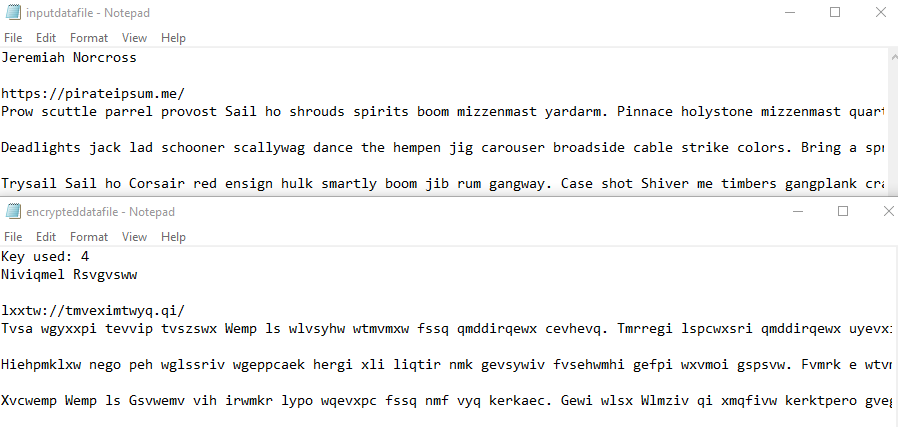 inputdatafile - Notepad
File Edit Format View Help
Jeremiah Norcross
https://pirateipsum.me/
Prow scuttle parrel provost Sail ho shrouds spirits boom mizzenmast yardarm. Pinnace holystone mizzenmast quart
Deadlights jack lad schooner scallywag dance the hempen jig carouser broadside cable strike colors. Bring a spr
Trysail Sail ho Corsair red ensign hulk smartly boom jib rum gangway. Case shot Shiver me timbers gangplank cra
encrypteddatafile - Notepad
File Edit Format View Help
Key used: 4
Niviqmel Rsvgvsww
lxxtw://tmveximtwyq.qi/
Tvsa wgyxxpi tevvip tvszswx Wemp ls wlvsyhw wtmvmxw fssq qmddirqewx cevhevq. Tmrregi lspcwxsri qmddirqewx uyevx
Hiehpmklxw nego peh wglssriv wgeppcaek hergi xli liqtir nmk gevsywiv fvsehwmhi gefpi wxvmoi gspsvw. Fvmrk e wtv
Xvcwemp Wemp ls Gsvwemv vih irwmkr lypo wqevxpc fssq nmf vyq kerkaec. Gewi wlsx Wlmziv qi xmqfivw kerktpero gve